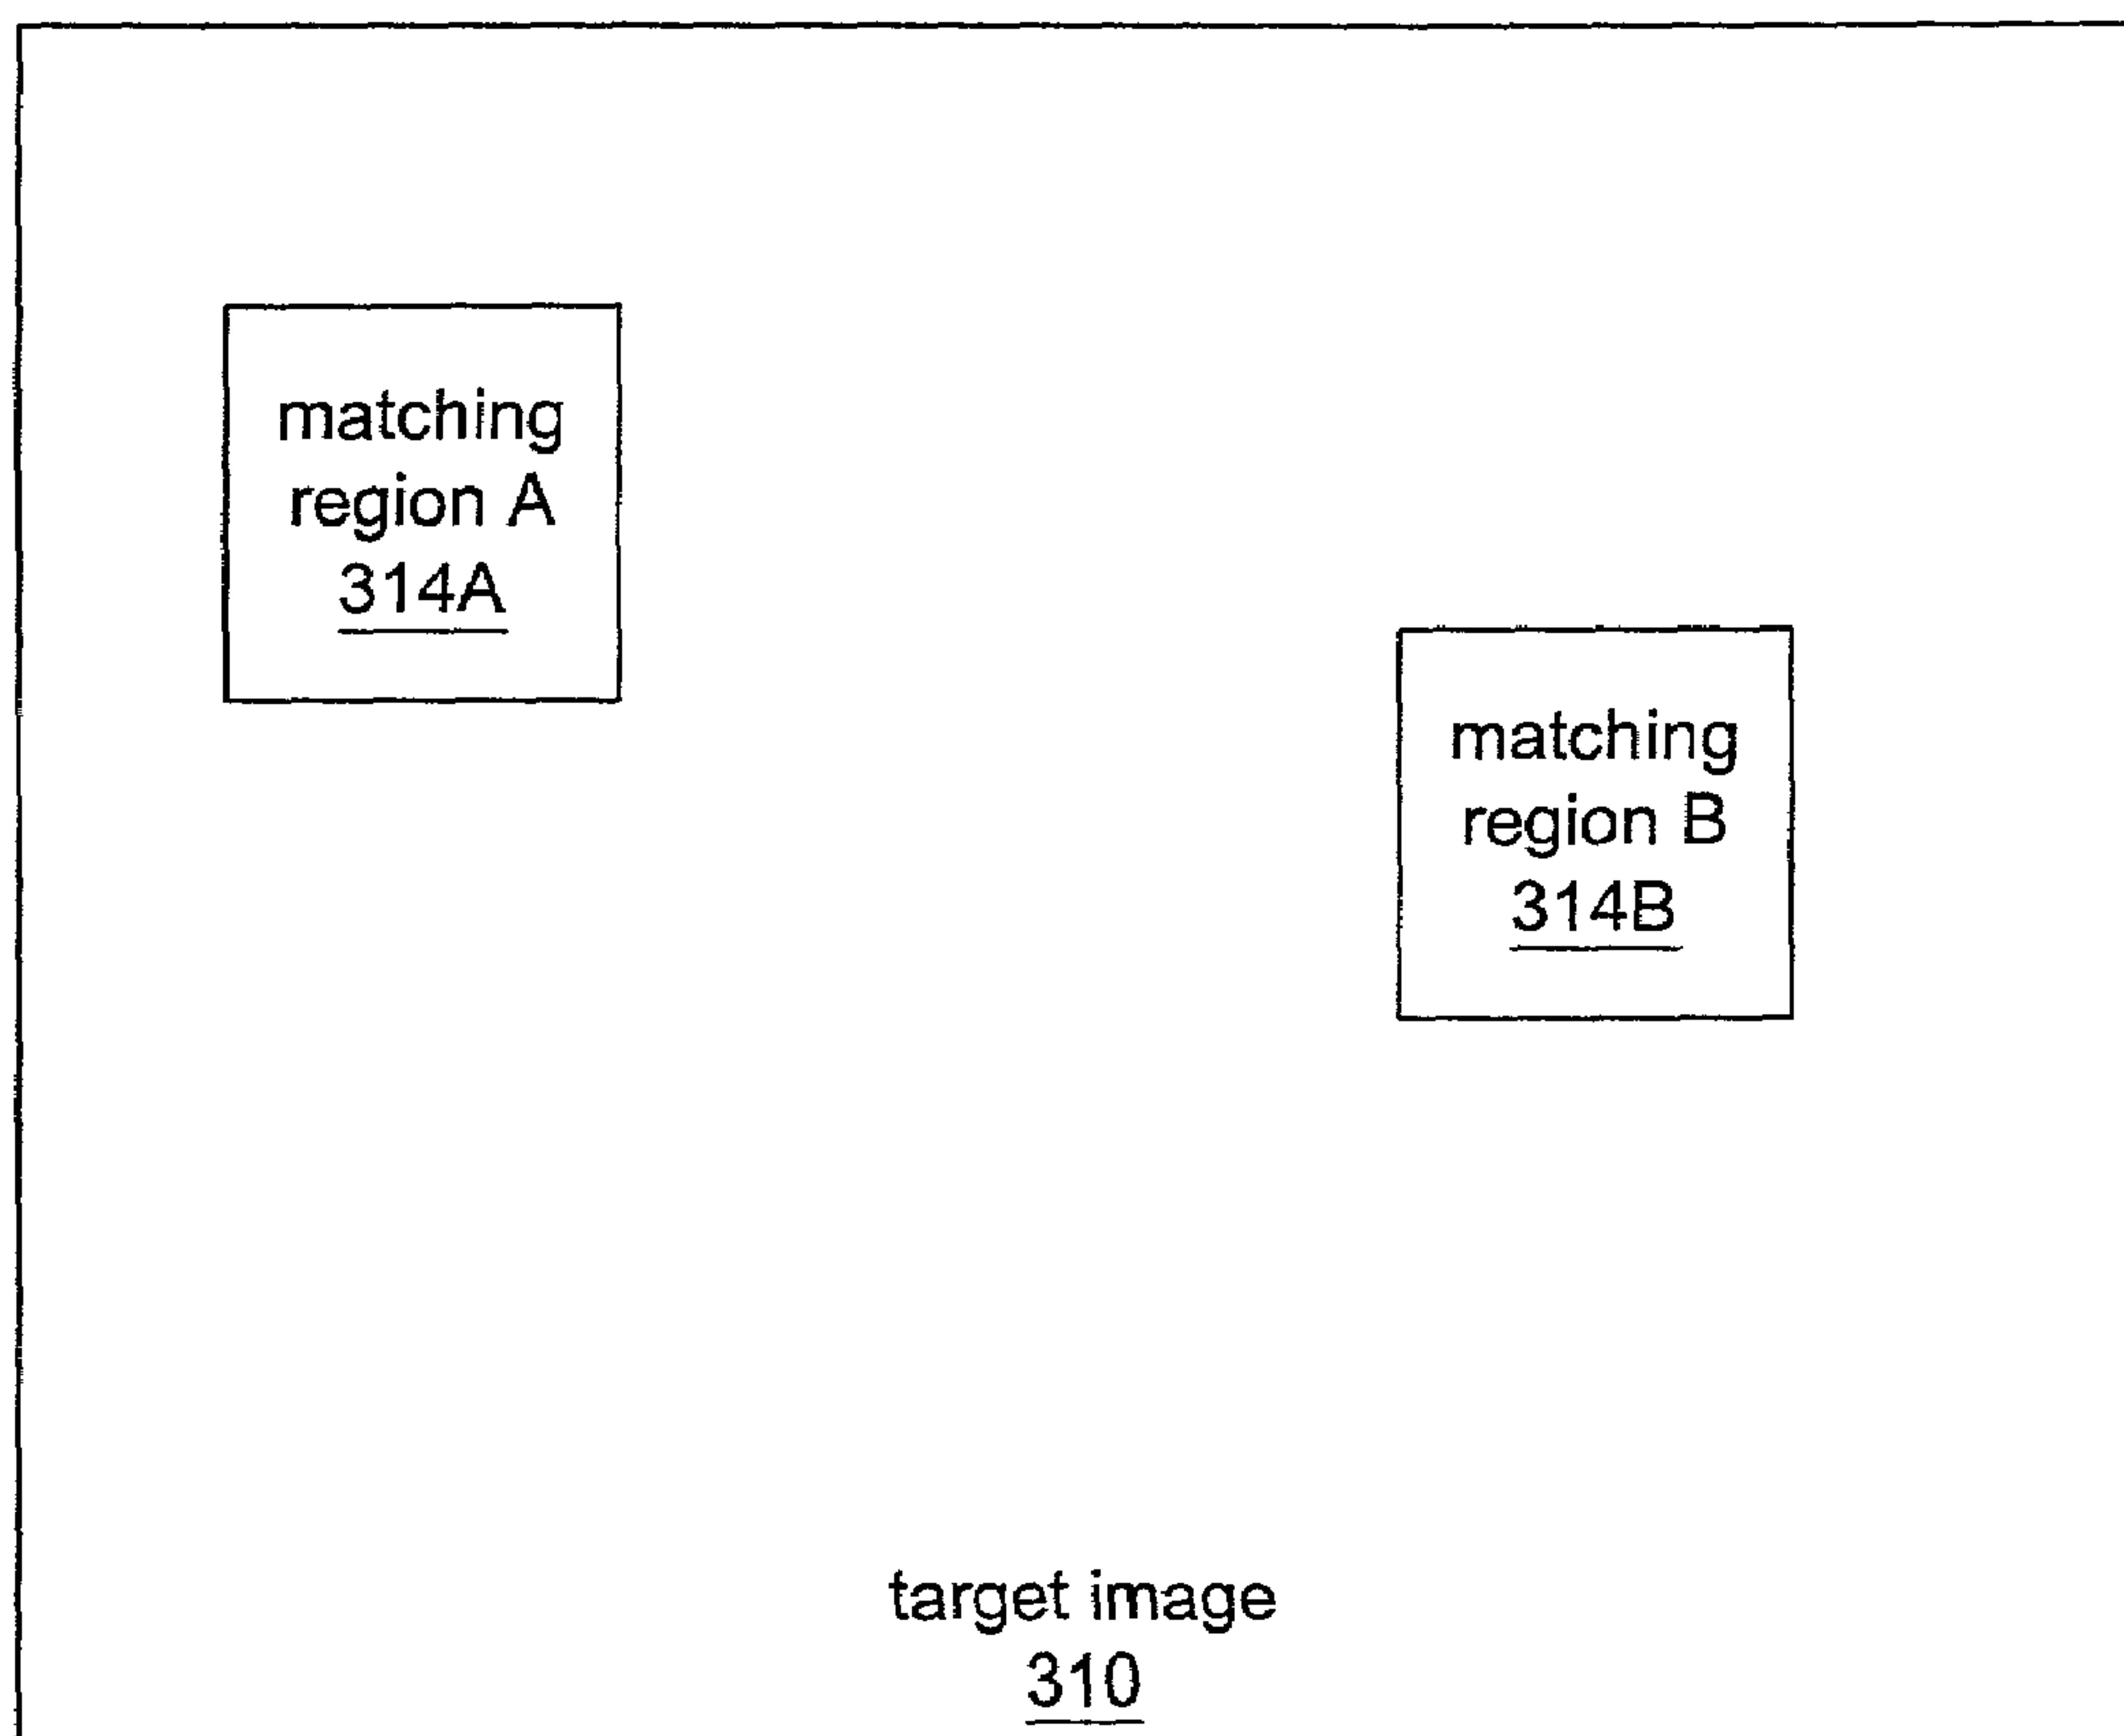 matching
region A
314A
matching
region B
314B
target image
310